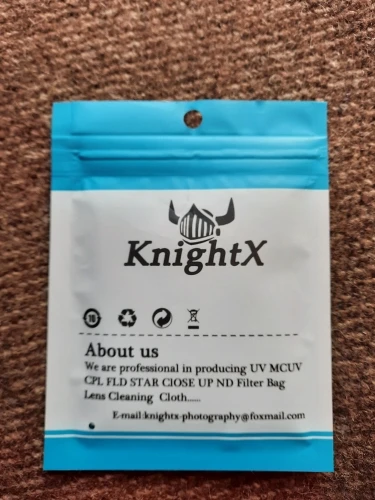 KnightX
About us
We are professional in producing UV MCUV
CPL FLD STAR ClOSE UP ND Filter Bag
Lens Cleaning Cloth......
E-mail:knightx-photography@foxmail.com